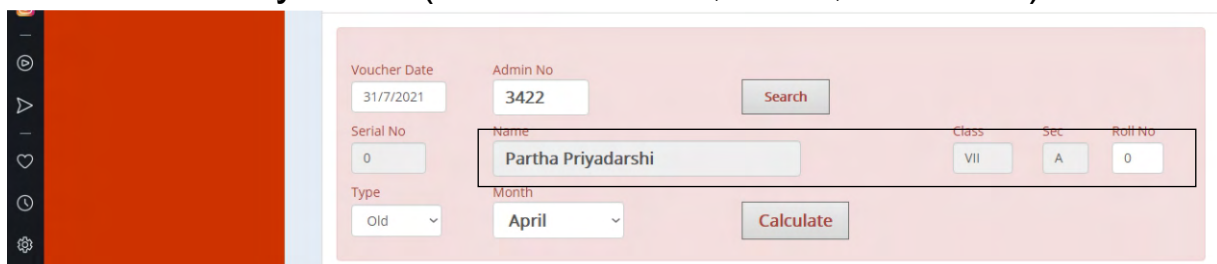 Voucher Date Admin No
31/7/2021 3422 Search
Serial No Name Class Sec Roll No
0 Partha Priyadarshi VII A 0
Type Month
Old April Calculate